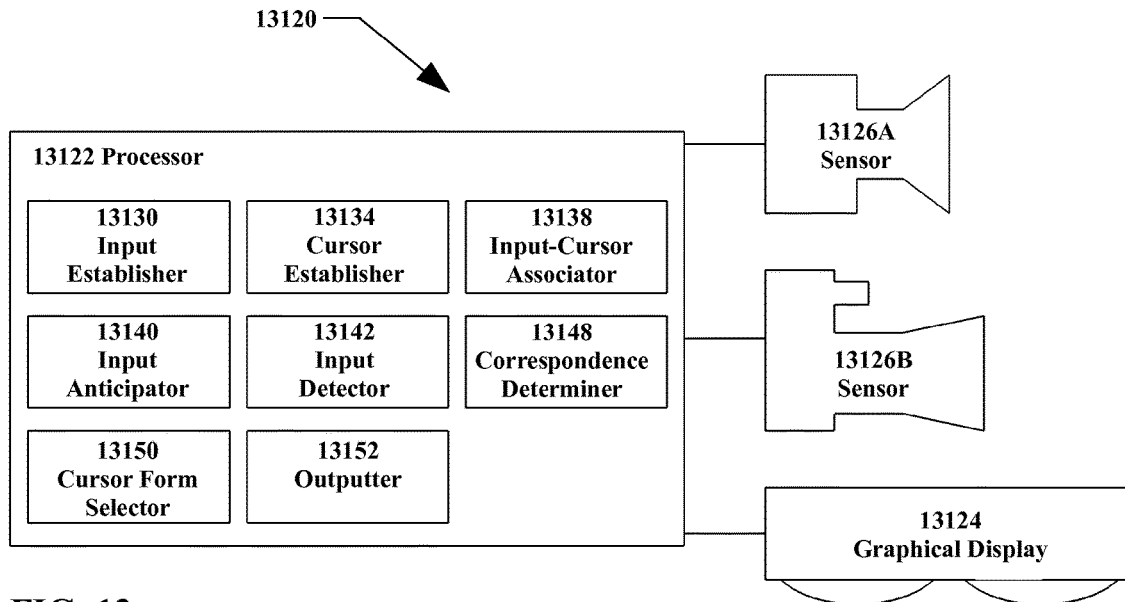 13120
13122 Processor
13130
Input
Establisher
13134
Cursor
Establisher
13138
Input-Cursor
Associator
13140
Input
Anticipator
13142
Input
Detector
13148
Correspondence
Determiner
13150
Cursor Form
Selector
13152
Outputter
13126A
Sensor
13126B
Sensor
13124
Graphical Display